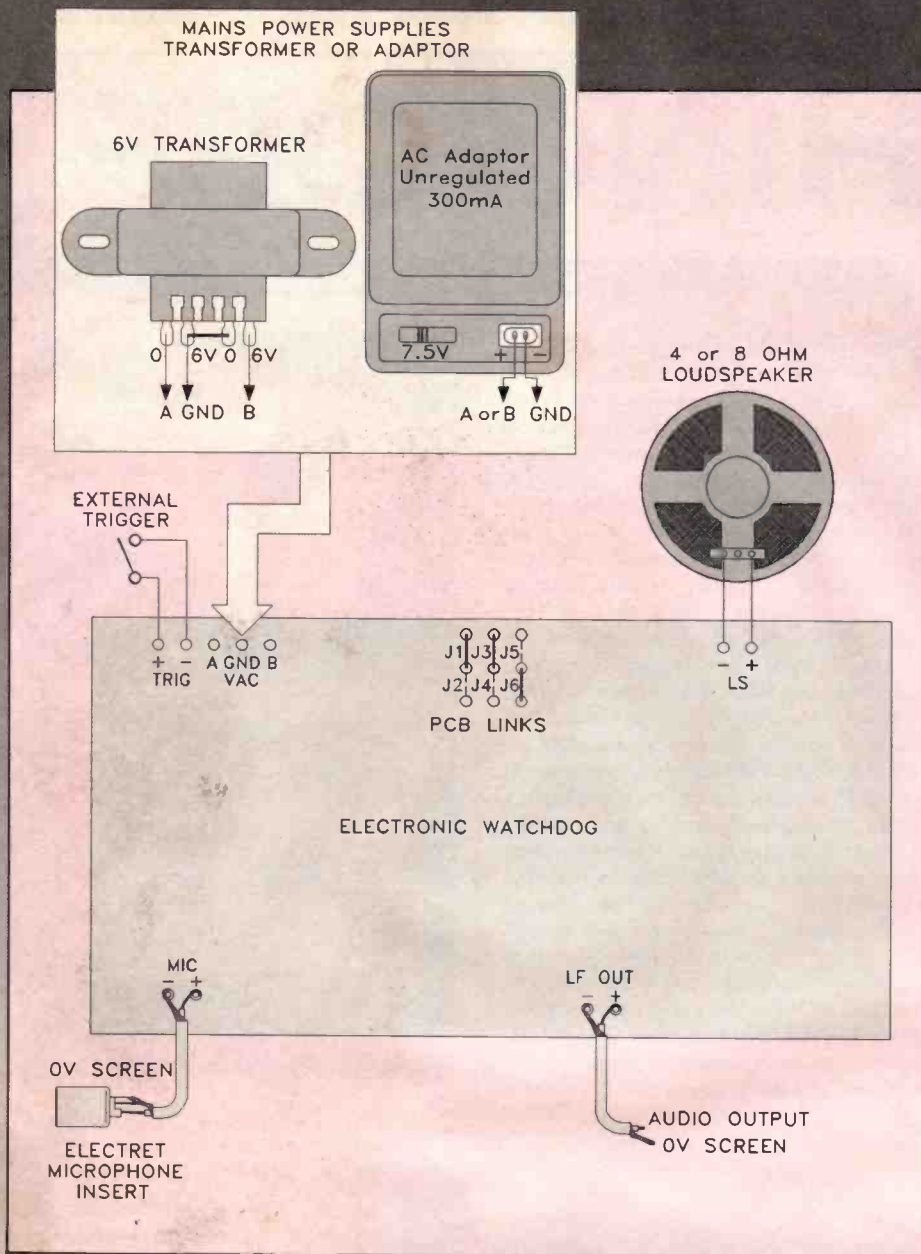 MAINS POWER SUPPLIES
TRANSFORMER OR ADAPTOR
6V TRANSFORMER
AC Adaptor
Unregulated
300mA
0 6V 0 6V
A GND B
7.5V + −
A or B GND
4 or 8 OHM
LOUDSPEAKER
EXTERNAL
TRIGGER
+ − A GND B
TRIG VAC
J1 J3 J5
J2 J4 J6
PCB LINKS
− +
LS
ELECTRONIC WATCHDOG
MIC
− +
LF OUT
− +
0V SCREEN
ELECTRET
MICROPHONE
INSERT
AUDIO OUTPUT
0V SCREEN